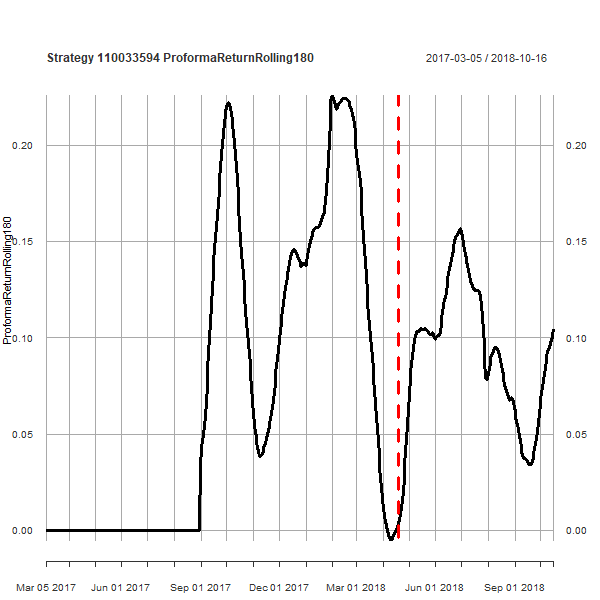 Strategy 110033594 ProformaReturnRolling180
2017-03-05 / 2018-10-16
ProformaReturnRolling180
0.20
0.20
0.15
0.15
0.10
0.10
0.05
0.05
0.00
0.00
Mar 05 2017
Jun 01 2017
Sep 01 2017
Dec 01 2017
Mar 01 2018
Jun 01 2018
Sep 01 2018